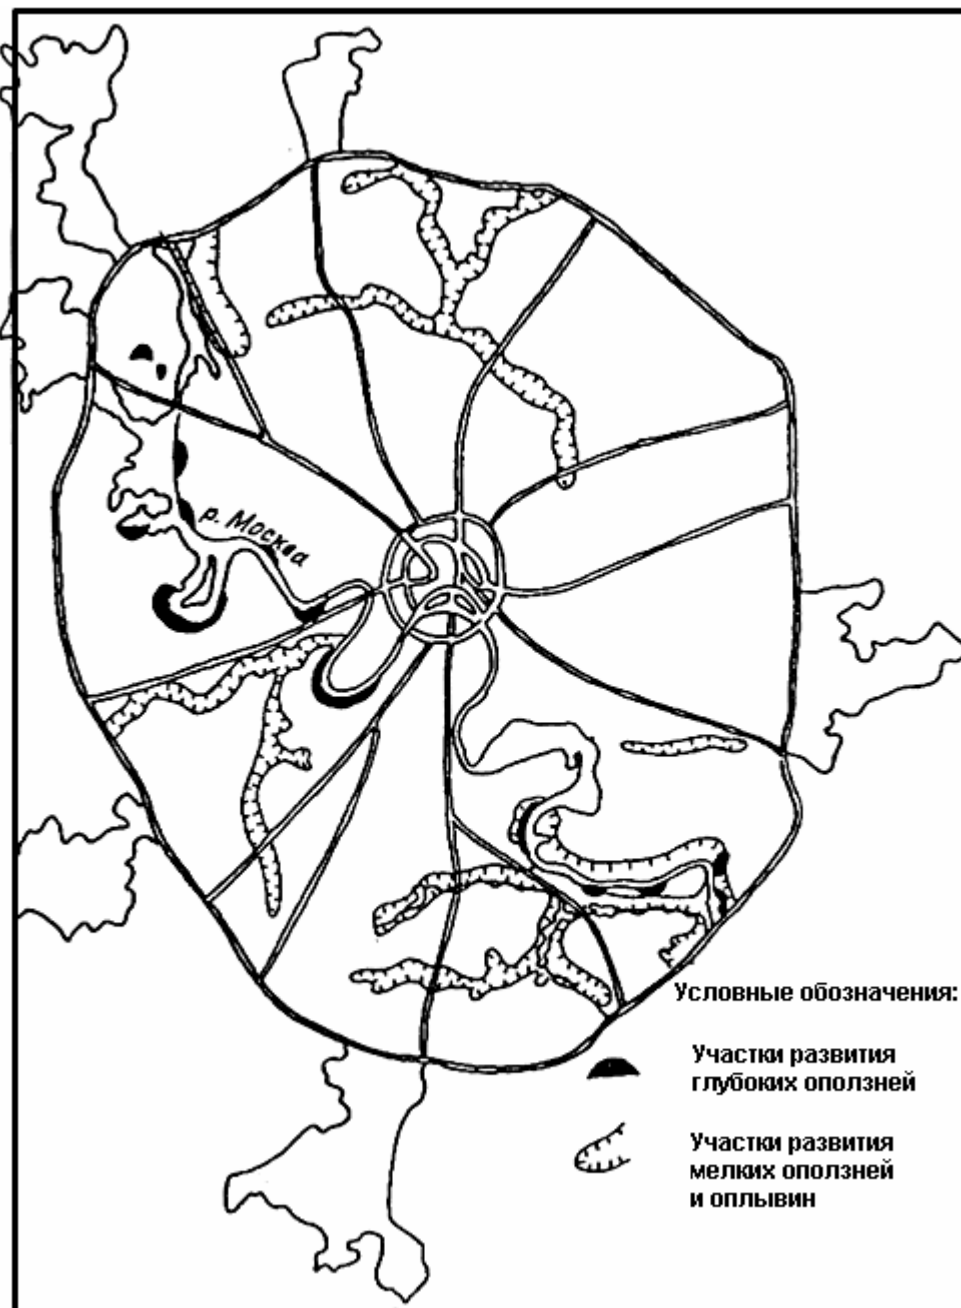 р. Москва
Условные обозначения:
Участки развития
глубоких оползней
Участки развития
мелких оползней
и оплывин